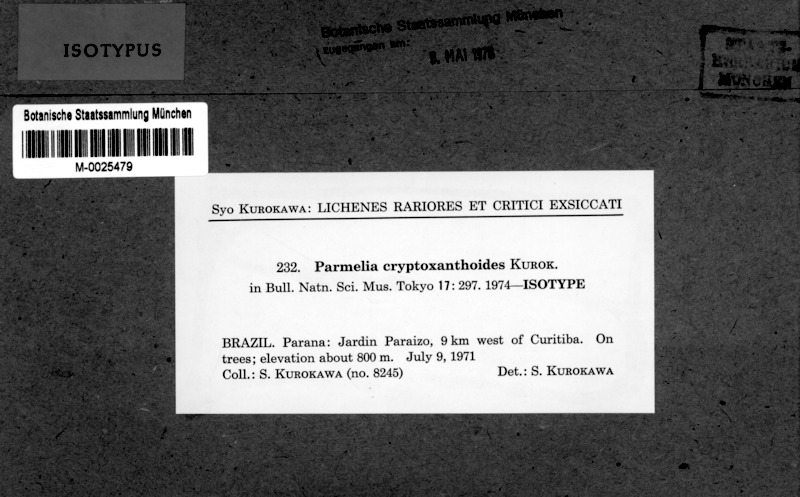 ISOTYPUS
Botanische Staatssammlung München
zugegangen am:
9. MAI 1978
STAATS-
HERBARIUM
MÜNCHEN
Botanische Staatssammlung München
M-0025479
Syo KUROKAWA: LICHENES RARIORES ET CRITICI EXSICCATI
232. Parmelia cryptoxanthoides KUROK.
in Bull. Natn. Sci. Mus. Tokyo 17: 297. 1974—ISOTYPE
BRAZIL. Parana: Jardin Paraizo, 9 km west of Curitiba. On
trees; elevation about 800 m. July 9, 1971
Coll.: S. KUROKAWA (no. 8245) Det.: S. KUROKAWA